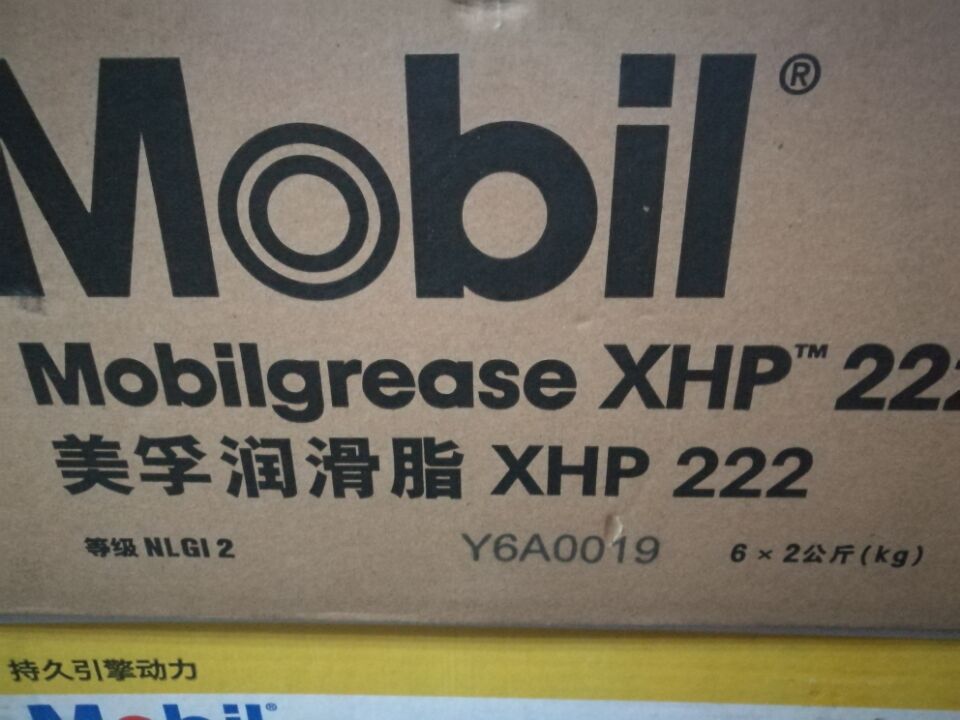 Mobil®
Mobilgrease XHP™ 222
美孚润滑脂 XHP 222
等级 NLGI 2 Y6A0019 6×2公斤(kg)
持久引擎动力
Mobil®